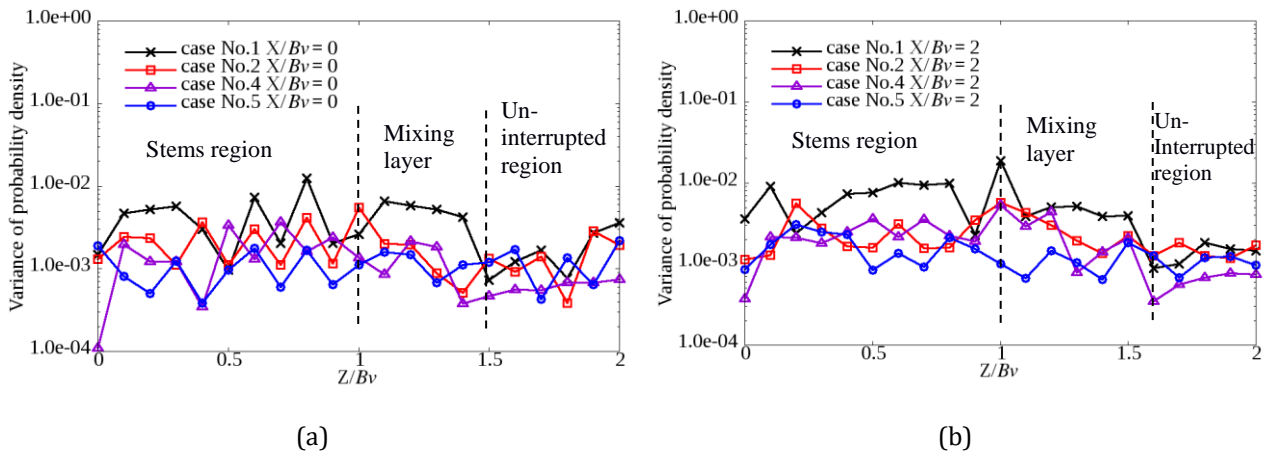 1.0e+00
1.0e-01
1.0e-02
1.0e-03
1.0e-04
Variance of probability density
case No.1 X/Bv= 0
case No.2 X/Bv= 0
case No.4 X/Bv= 0
case No.5 X/Bv= 0
Stems region
Mixing
layer
Un-
interrupted
region
0
0.5
1
1.5
2
Z/Bv
(a)
1.0e+00
1.0e-01
1.0e-02
1.0e-03
1.0e-04
Variance of probability density
case No.1 X/Bv= 2
case No.2 X/Bv= 2
case No.4 X/Bv= 2
case No.5 X/Bv= 2
Stems region
Mixing
layer
Un-
Interrupted
region
0
0.5
1
1.5
2
Z/Bv
(b)